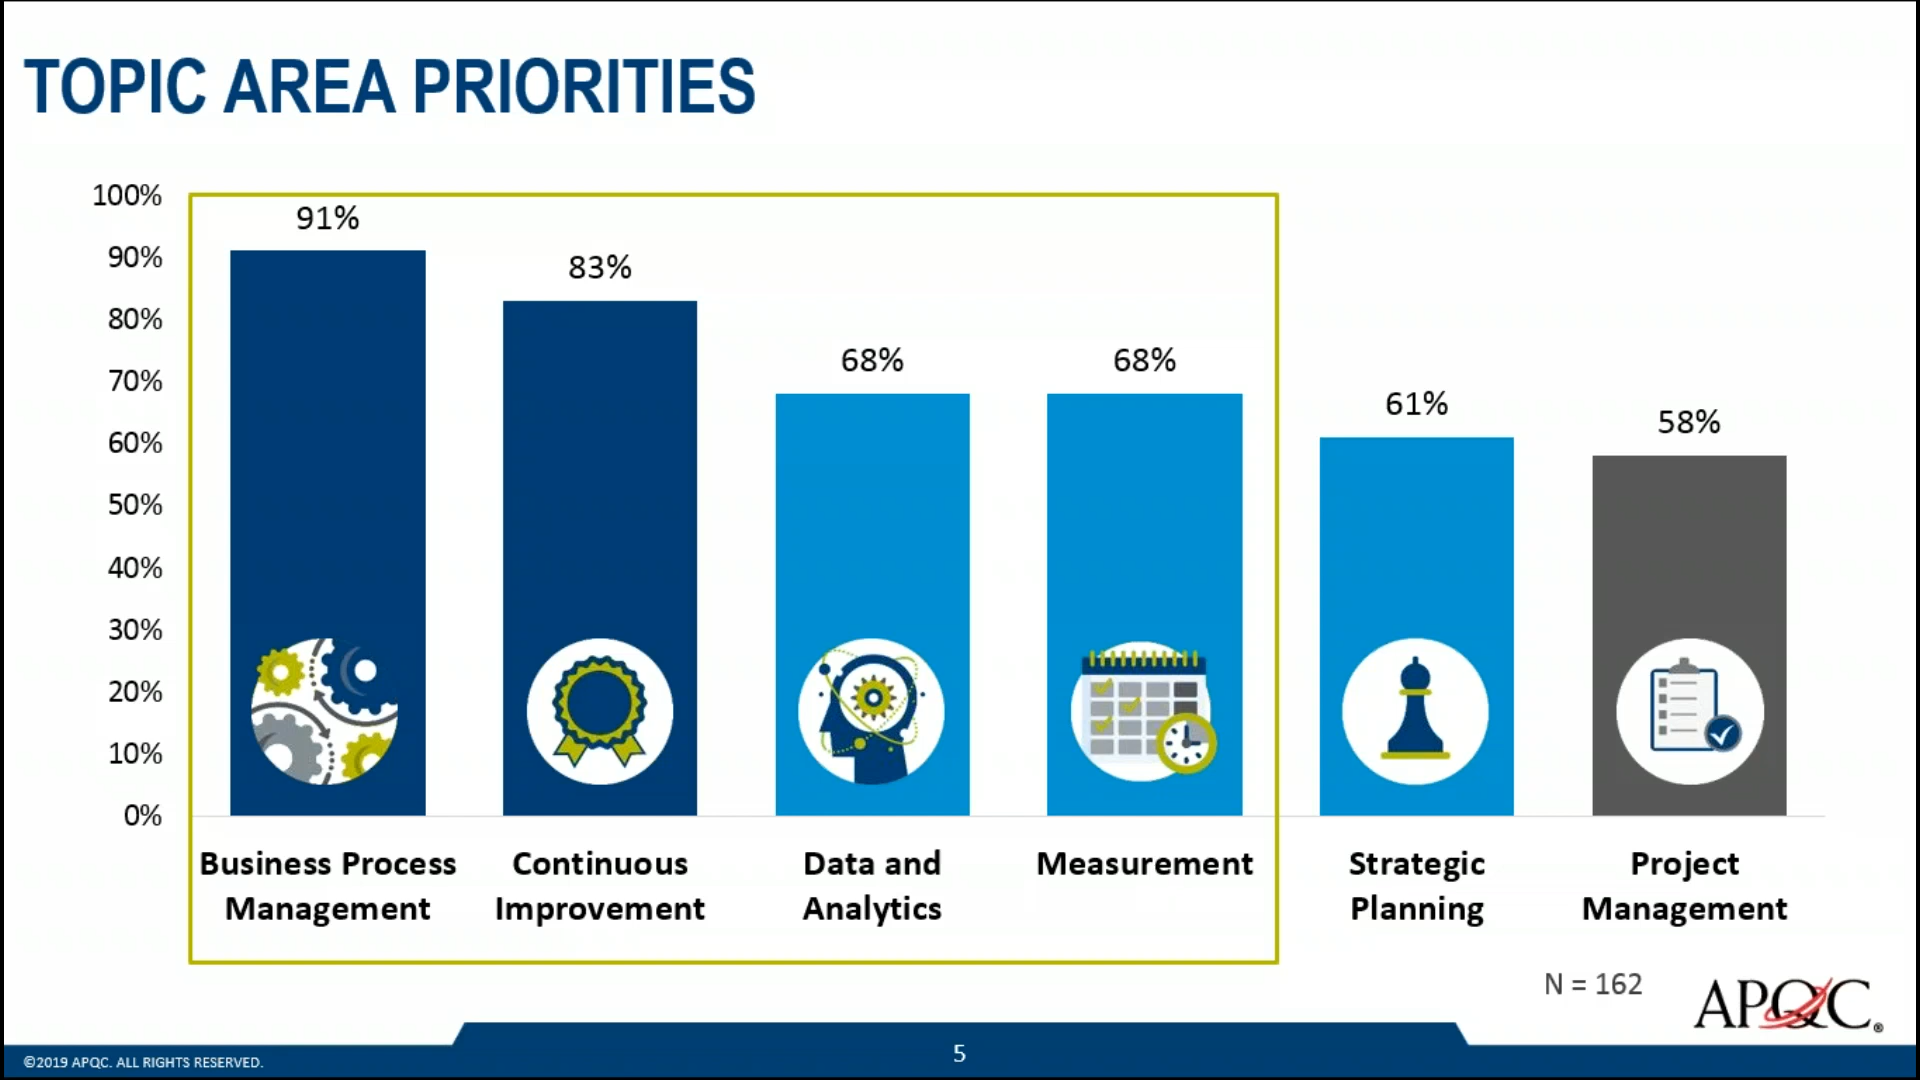 TOPIC AREA PRIORITIES
100%
90%
80%
70%
60%
50%
40%
30%
20%
10%
0%
91%
83%
68%
68%
61%
58%
Business Process
Management
Continuous
Improvement
Data and
Analytics
Measurement
Strategic
Planning
Project
Management
N = 162
APQC®
©2019 APQC. ALL RIGHTS RESERVED.
5